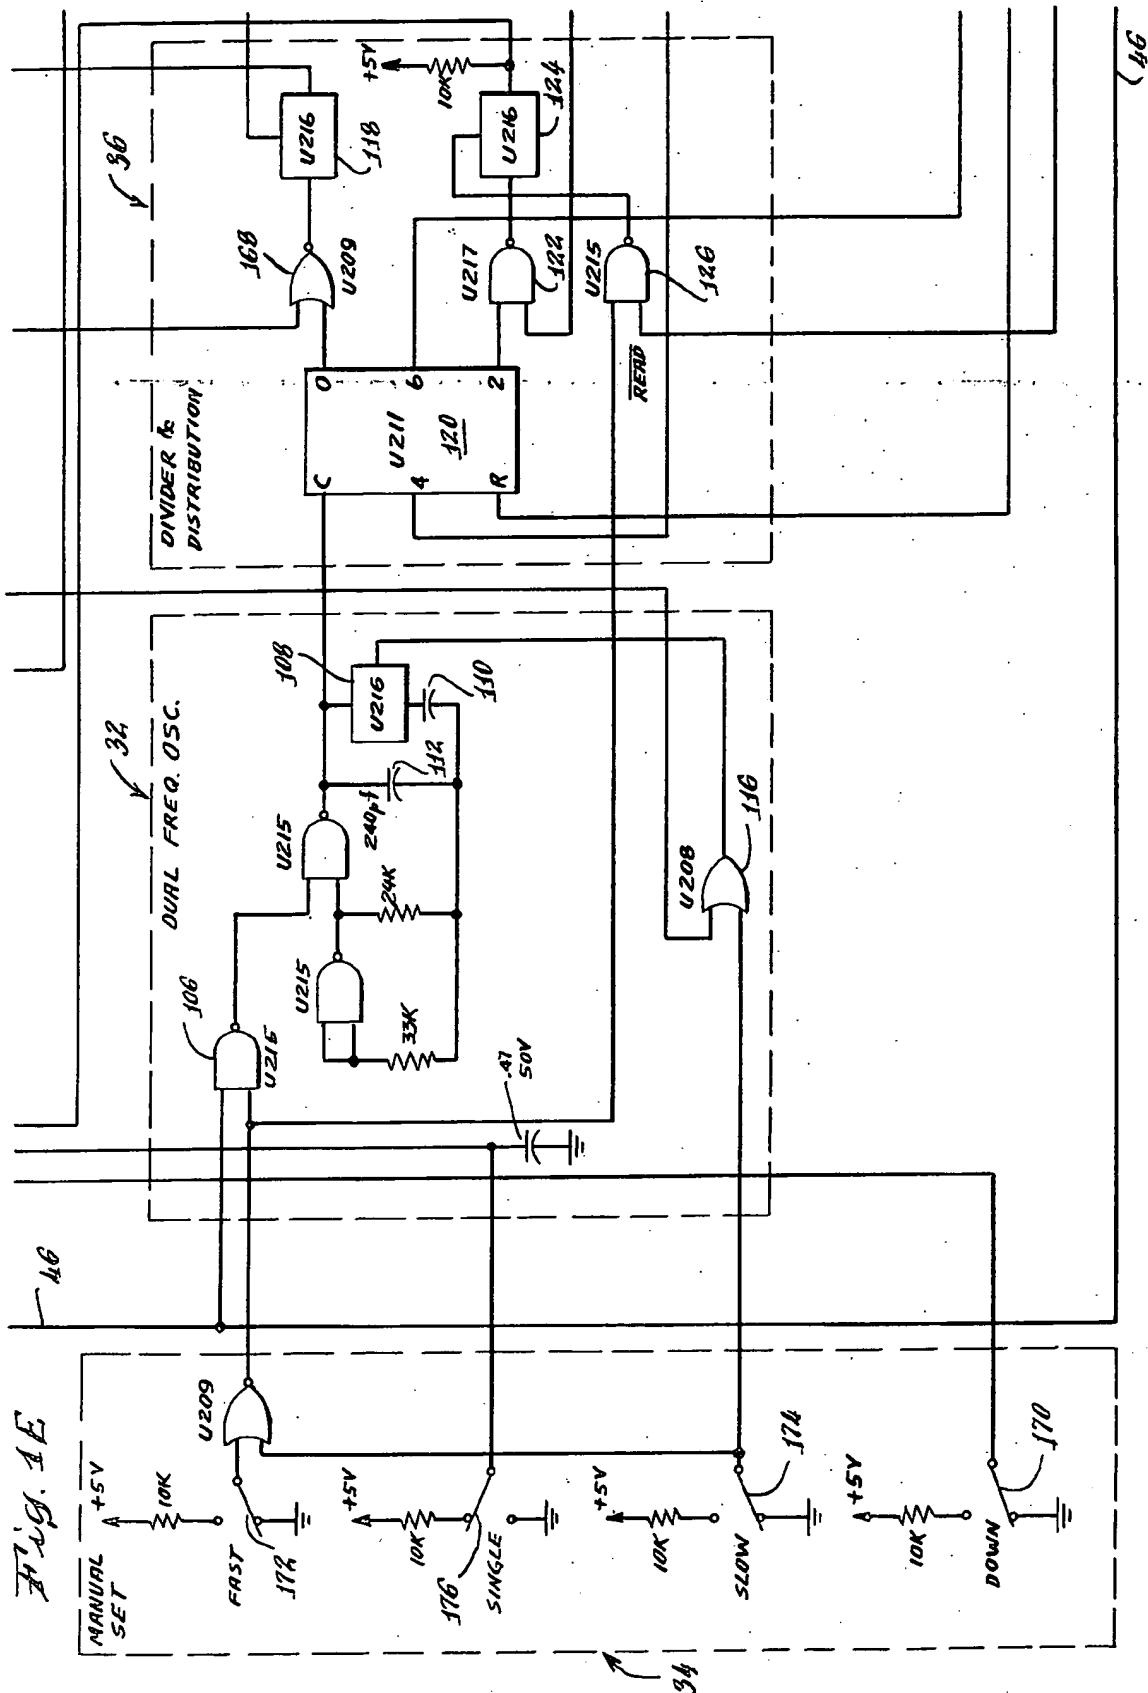 Fig. 1E
MANUAL
SET
+5V
10K
FAST
172
U209
+5V
10K
176
SINGLE
+5V
10K
SLOW
174
+5V
10K
DOWN
170
34
46
32
DUAL FREQ. OSC.
106
U215
U215
33K
U215
24K
240pf
112
108
U216
110
.47
50V
U208
116
36
DIVIDER &
DISTRIBUTION
C
4
R
U211
120
0
6
2
168
U209
U216
118
U217
122
U215
126
READ
U216
124
+5V
10K
46